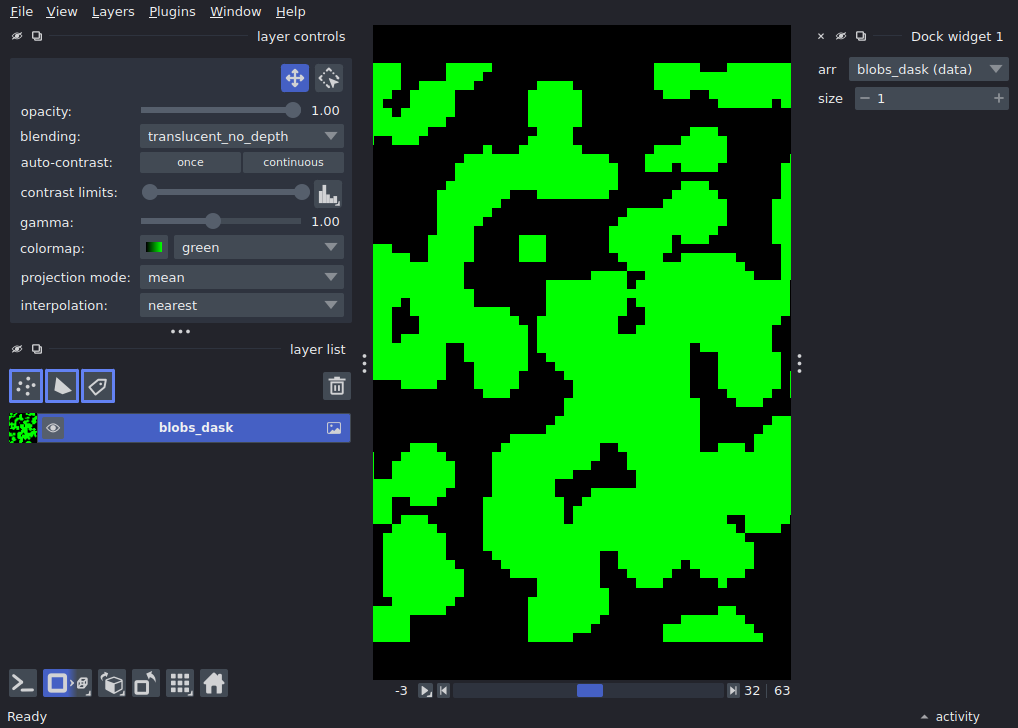 File View Layers Plugins Window Help
layer controls
opacity: 1.00
blending: translucent_no_depth
auto-contrast: once continuous
contrast limits:
gamma: 1.00
colormap: green
projection mode: mean
interpolation: nearest
layer list
blobs_dask
-3 32 63
Dock widget 1
arr blobs_dask (data)
size 1
Ready
activity